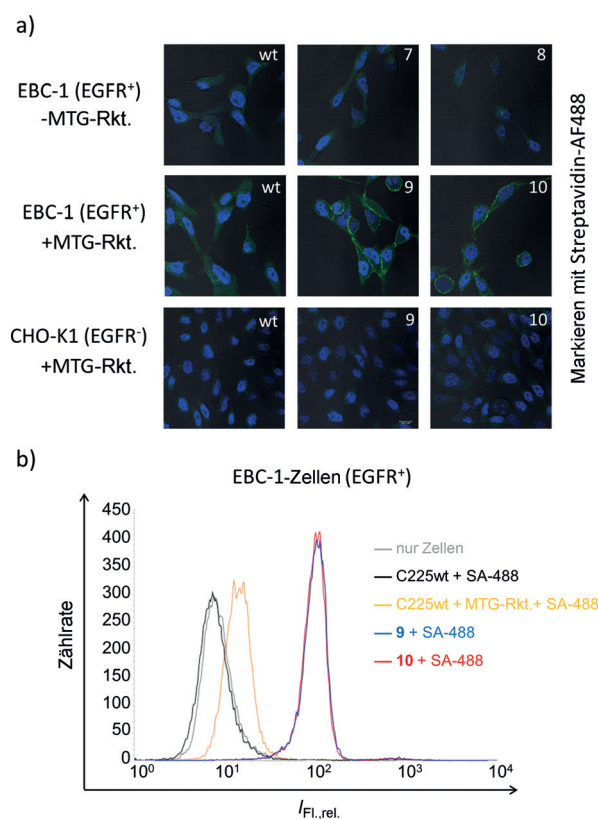 a)
EBC-1 (EGFR⁺)
-MTG-Rkt.
wt
7
8
EBC-1 (EGFR⁺)
+MTG-Rkt.
wt
9
10
CHO-K1 (EGFR⁻)
+MTG-Rkt.
wt
9
10
Markieren mit Streptavidin-AF488
b)
EBC-1-Zellen (EGFR⁺)
Zählrate
450
400
350
300
250
200
150
100
50
0
nur Zellen
C225wt + SA-488
C225wt + MTG-Rkt.+ SA-488
9 + SA-488
10 + SA-488
10⁰ 10¹ 10² 10³ 10⁴
I Fl.,rel.